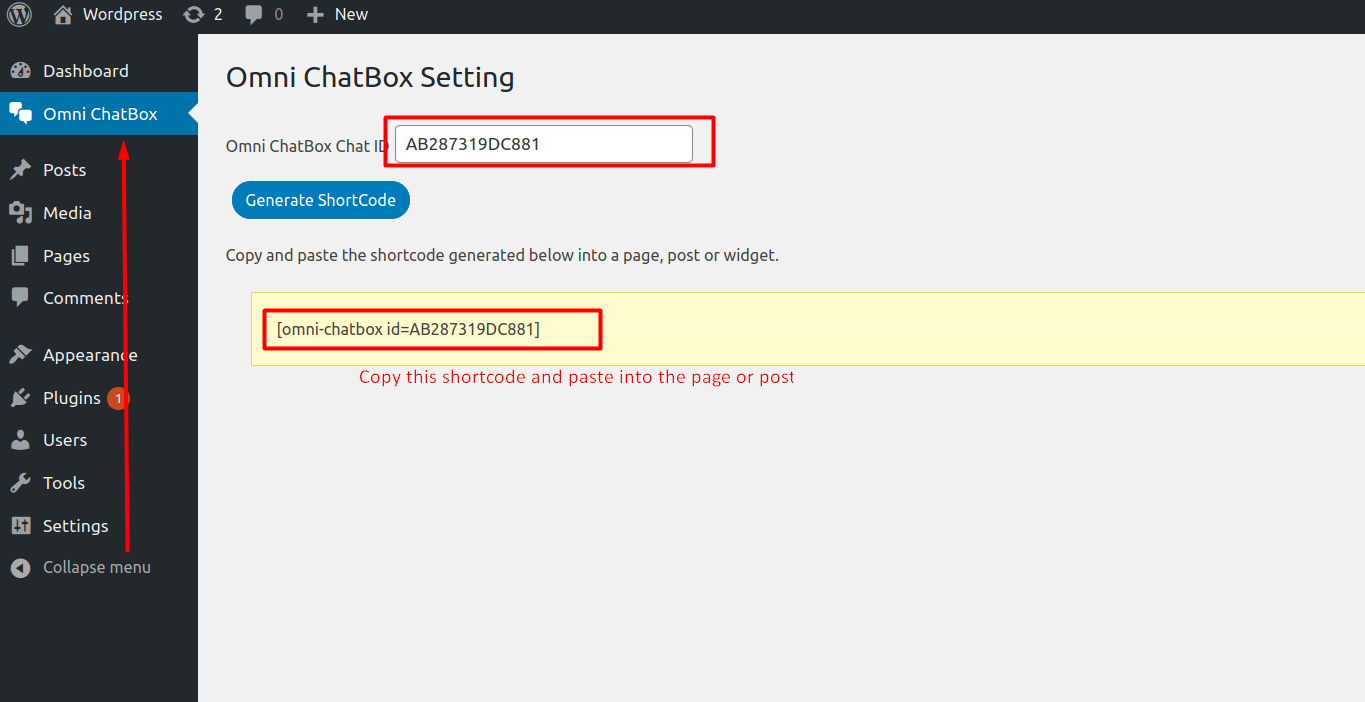 Wordpress 2 0 New
Dashboard
Omni ChatBox
Posts
Media
Pages
Comments
Appearance
Plugins 1
Users
Tools
Settings
Collapse menu
Omni ChatBox Setting
Omni ChatBox Chat ID AB287319DC881
Generate ShortCode
Copy and paste the shortcode generated below into a page, post or widget.
[omni-chatbox id=AB287319DC881]
Copy this shortcode and paste into the page or post